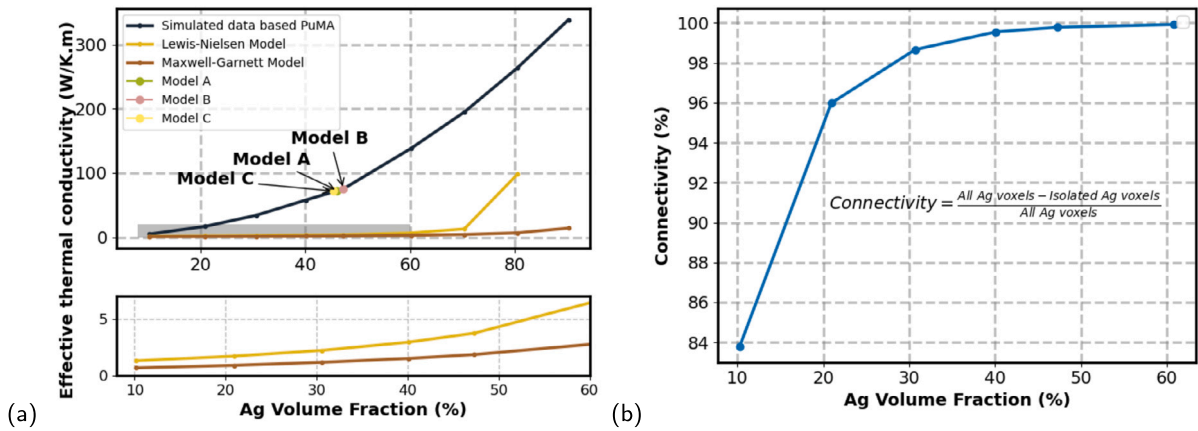 Effective thermal conductivity (W/K.m)
Simulated data based PuMA
Lewis-Nielsen Model
Maxwell-Garnett Model
Model A
Model B
Model C
300
200
100
0
Model B
Model A
Model C
20 40 60 80
5
0
10 20 30 40 50 60
Ag Volume Fraction (%)
(a)
Connectivity (%)
100
98
96
94
92
90
88
86
84
Connectivity = All Ag voxels − Isolated Ag voxels
All Ag voxels
10 20 30 40 50 60
Ag Volume Fraction (%)
(b)